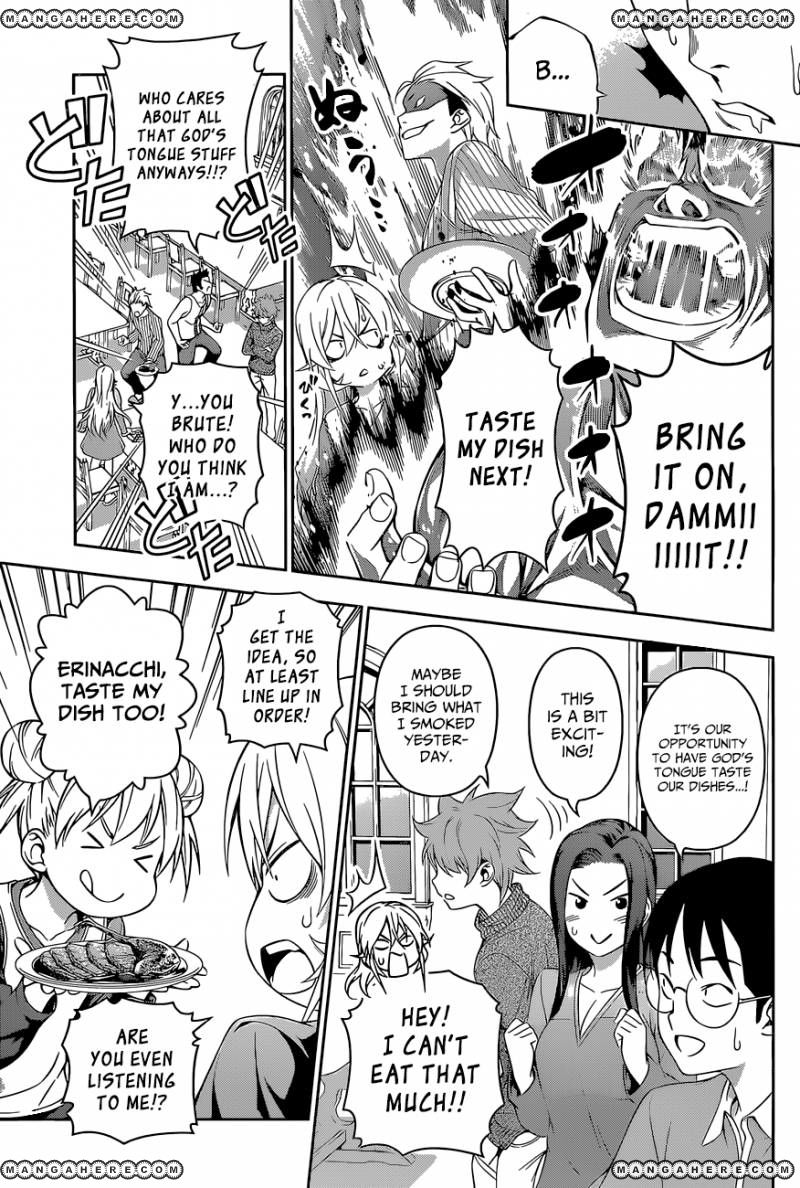 MANGAHERE.COM
MANGAHERE.COM
B...
BRING
IT ON,
DAMMII
IIIIIIT!!
TASTE
MY DISH
NEXT!
ぬうっ
WHO CARES
ABOUT ALL
THAT GOD'S
TONGUE STUFF
ANYWAYS!!?
どたどた
Y...YOU
BRUTE!
WHO DO
YOU THINK
I AM...?
IT'S OUR
OPPORTUNITY
TO HAVE GOD'S
TONGUE TASTE
OUR DISHES...!
THIS
IS A BIT
EXCIT-
ING!
MAYBE
I SHOULD
BRING WHAT
I SMOKED
YESTER-
DAY.
HEY!
I CAN'T
EAT THAT
MUCH!!
I
GET THE
IDEA, SO
AT LEAST
LINE UP IN
ORDER!
ERINACCHI,
TASTE MY
DISH TOO!
ARE
YOU EVEN
LISTENING
TO ME!?
MANGAHERE.COM
MANGAHERE.COM